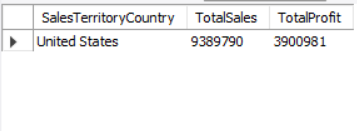 SalesTerritoryCountry TotalSales TotalProfit
United States 9389790 3900981